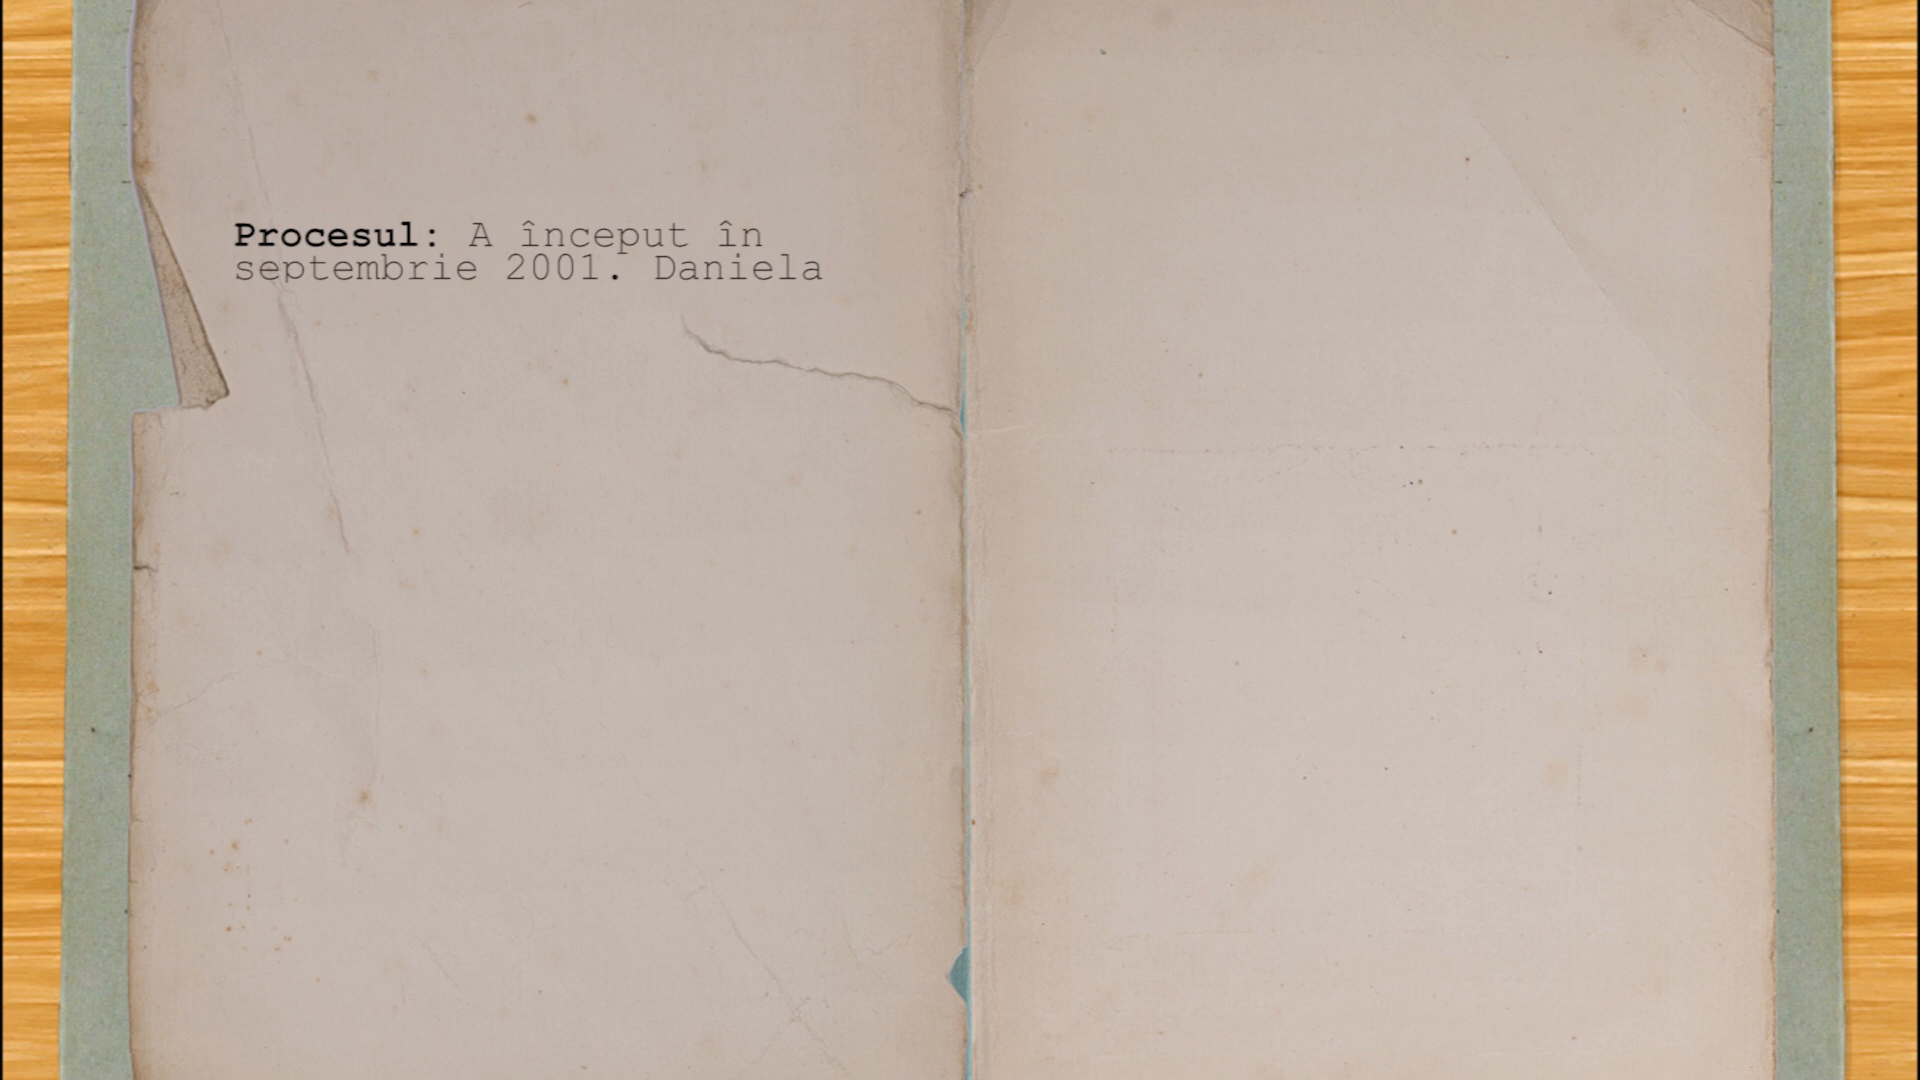 Procesul: A început în
septembrie 2001. Daniela